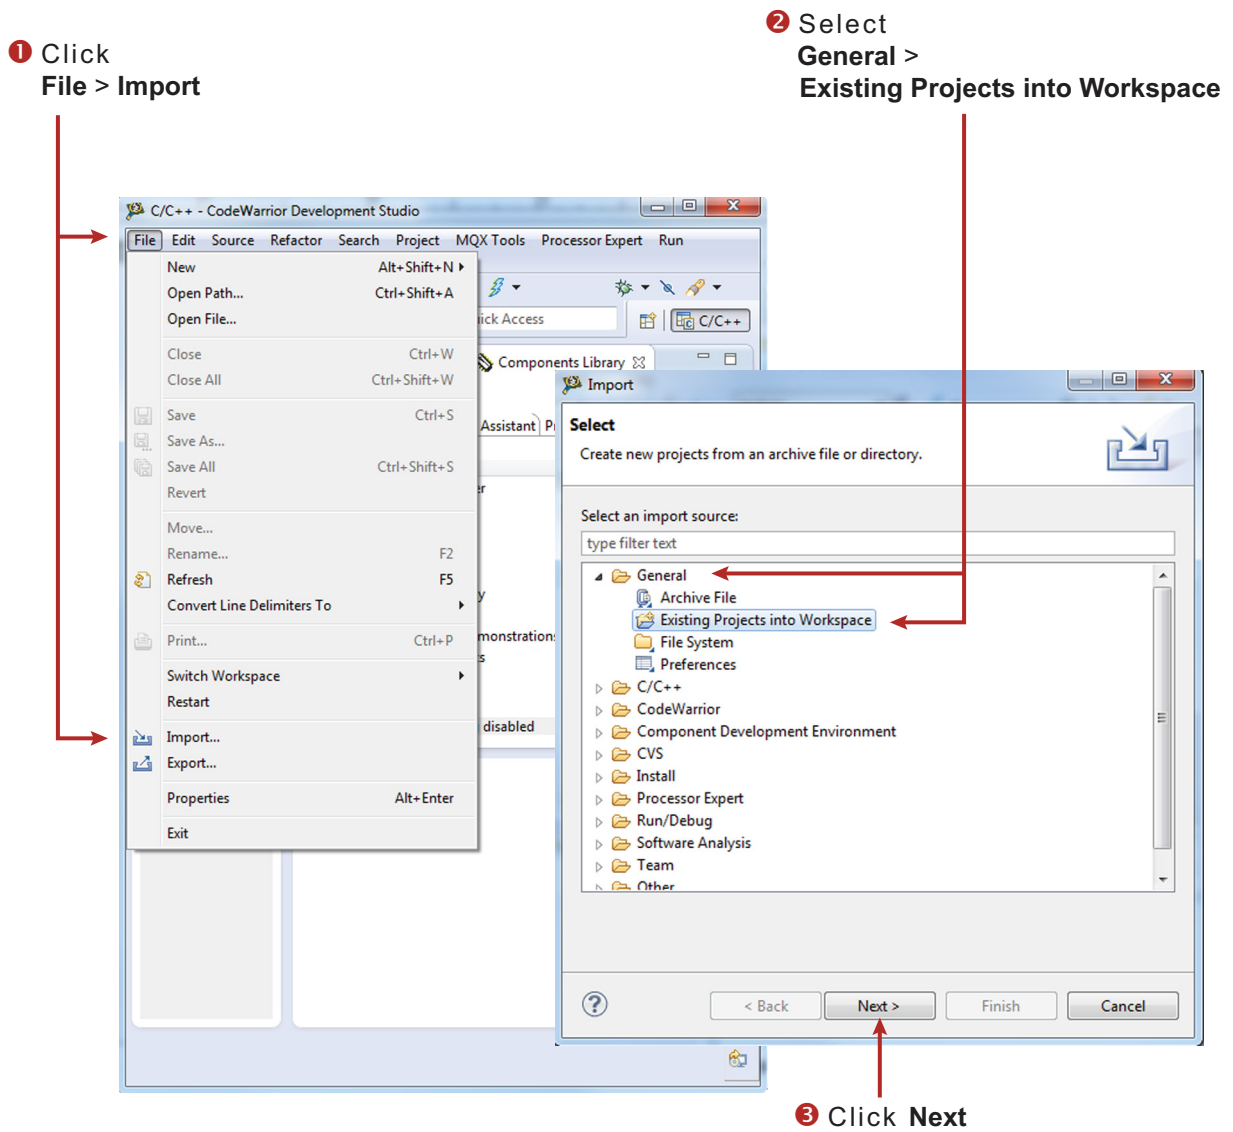 1 Click
File > Import
2 Select
General >
Existing Projects into Workspace
C/C++ - CodeWarrior Development Studio
File Edit Source Refactor Search Project MQX Tools Processor Expert Run
New Alt+Shift+N
Open Path... Ctrl+Shift+A
Open File...
Close Ctrl+W
Close All Ctrl+Shift+W
Save Ctrl+S
Save As...
Save All Ctrl+Shift+S
Revert
Move...
Rename... F2
Refresh F5
Convert Line Delimiters To
Print... Ctrl+P
Switch Workspace
Restart
Import...
Export...
Properties Alt+Enter
Exit
Access
C/C++
Components Library
Assistant
disabled
Import
Select
Create new projects from an archive file or directory.
Select an import source:
type filter text
General
Archive File
Existing Projects into Workspace
File System
Preferences
C/C++
CodeWarrior
Component Development Environment
CVS
Install
Processor Expert
Run/Debug
Software Analysis
Team
Other
< Back Next > Finish Cancel
3 Click Next